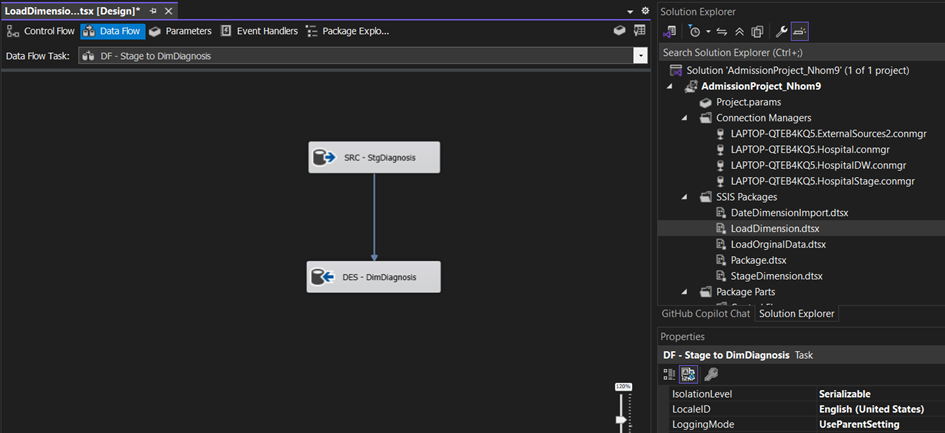 LoadDimensio...tsx [Design]*
Control Flow
Data Flow
Parameters
Event Handlers
Package Explo...
Data Flow Task:
DF - Stage to DimDiagnosis
SRC - StgDiagnosis
DES - DimDiagnosis
120%
Solution Explorer
Search Solution Explorer (Ctrl+;)
Solution 'AdmissionProject_Nhom9' (1 of 1 project)
AdmissionProject_Nhom9
Project.params
Connection Managers
LAPTOP-QTEB4KQ5.ExternalSources2.conmgr
LAPTOP-QTEB4KQ5.Hospital.conmgr
LAPTOP-QTEB4KQ5.HospitalDW.conmgr
LAPTOP-QTEB4KQ5.HospitalStage.conmgr
SSIS Packages
DateDimensionImport.dtsx
LoadDimension.dtsx
LoadOrginalData.dtsx
Package.dtsx
StageDimension.dtsx
Package Parts
GitHub Copilot Chat
Solution Explorer
Properties
DF - Stage to DimDiagnosis Task
IsolationLevel Serializable
LocaleID English (United States)
LoggingMode UseParentSetting